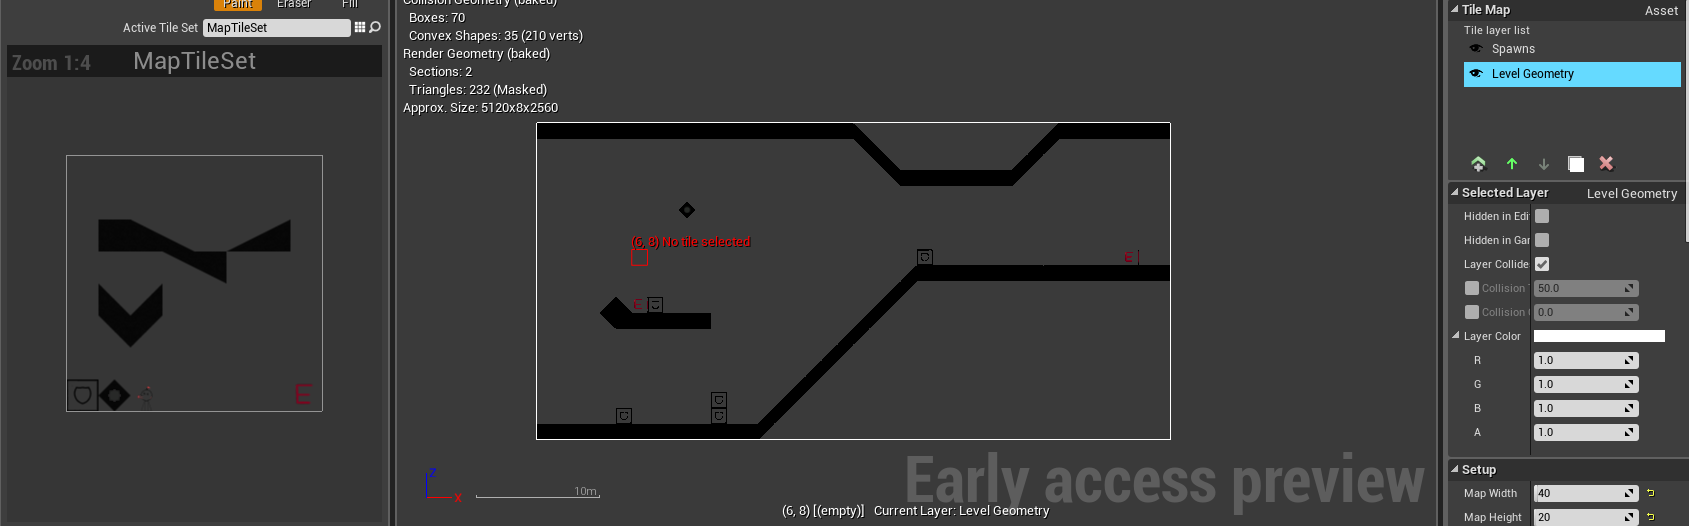 Paint Eraser Fill
Active Tile Set MapTileSet
Zoom 1:4 MapTileSet
E
Collision Geometry (baked)
Boxes: 70
Convex Shapes: 35 (210 verts)
Render Geometry (baked)
Sections: 2
Triangles: 232 (Masked)
Approx. Size: 5120x8x2560
(6, 8) No tile selected
E
E
Z
X
10m
Early access preview
(6, 8) [(empty)] Current Layer: Level Geometry
Tile Map Asset
Tile layer list
Spawns
Level Geometry
Selected Layer Level Geometry
Hidden in Edi
Hidden in Gar
Layer Collide
Collision 50.0
Collision 0.0
Layer Color
R 1.0
G 1.0
B 1.0
A 1.0
Setup
Map Width 40
Map Height 20